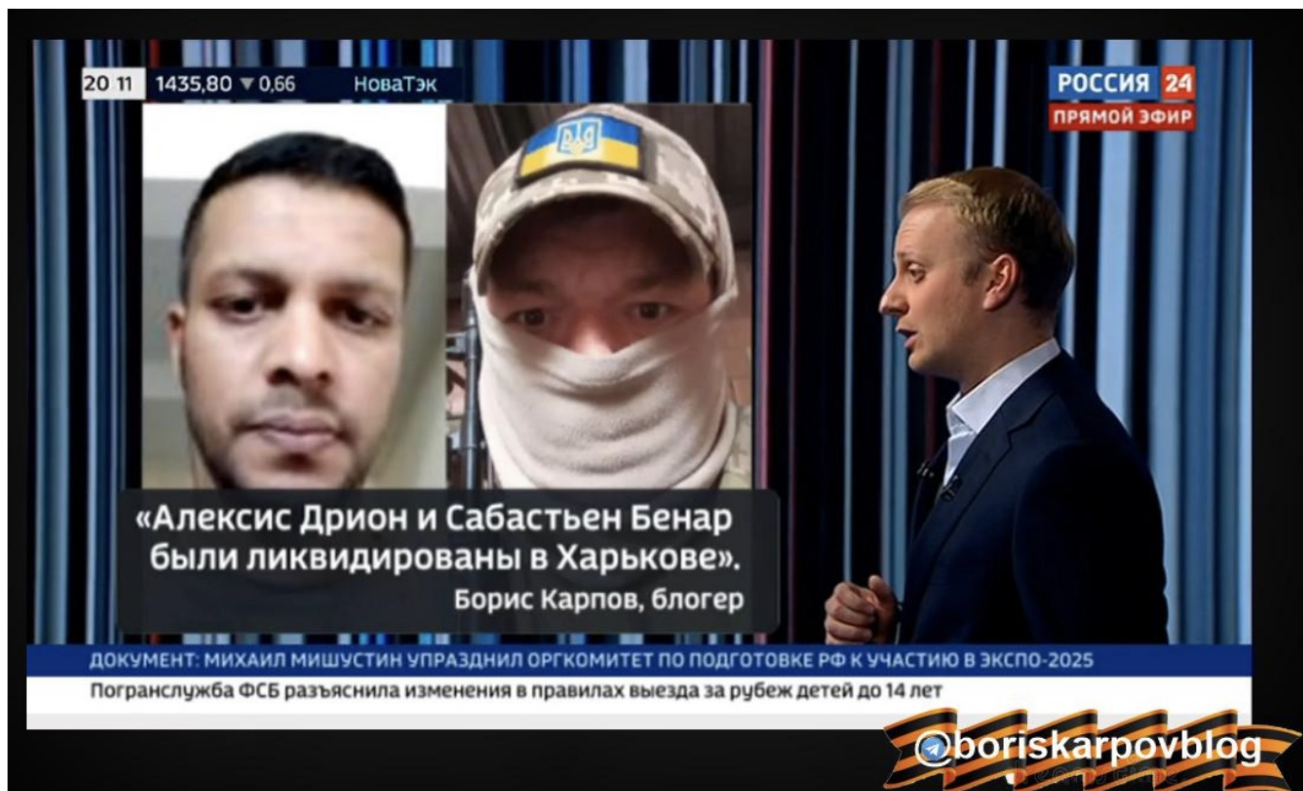 20 11 1435,80 ▼ 0,66 НоваТэк
РОССИЯ 24
ПРЯМОЙ ЭФИР
«Алексис Дрион и Сабастьен Бенар
были ликвидированы в Харькове».
Борис Карпов, блогер
ДОКУМЕНТ: МИХАИЛ МИШУСТИН УПРАЗДНИЛ ОРГКОМИТЕТ ПО ПОДГОТОВКЕ РФ К УЧАСТИЮ В ЭКСПО-2025
Погранслужба ФСБ разъяснила изменения в правилах выезда за рубеж детей до 14 лет
@boriskarpovblog